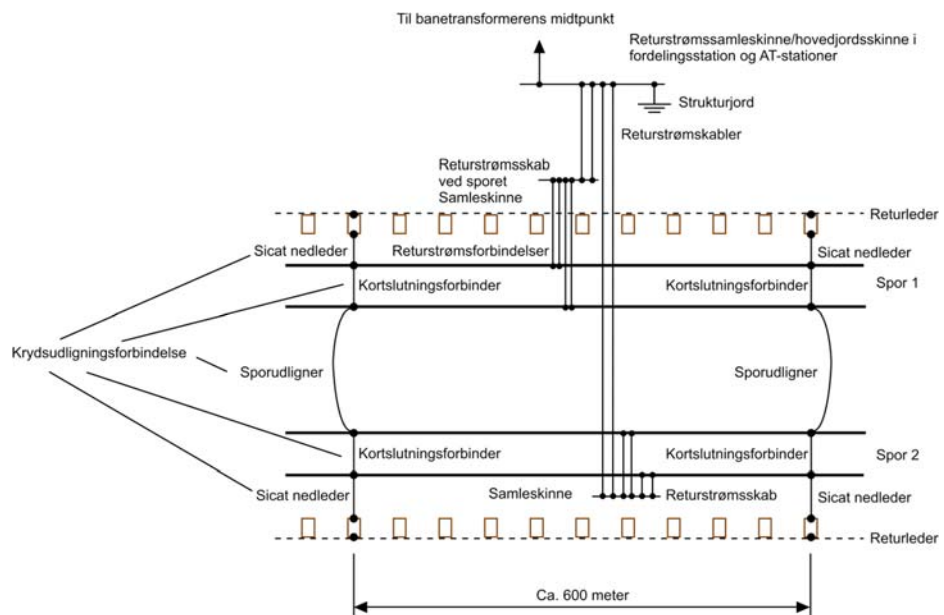 Til banetransformerens midtpunkt
Returstrømssamleskinne/hovedjordsskinne i
fordelingsstation og AT-stationer
Strukturjord
Returstrømskabler
Returstrømsskab
ved sporet
Samleskinne
Returleder
Sicat nedleder
Returstrømsforbindelser
Sicat nedleder
Kortslutningsforbinder
Kortslutningsforbinder
Spor 1
Krydsudligningsforbindelse
Sporudligner
Sporudligner
Kortslutningsforbinder
Kortslutningsforbinder
Spor 2
Sicat nedleder
Samleskinne
Returstrømsskab
Sicat nedleder
Returleder
Ca. 600 meter